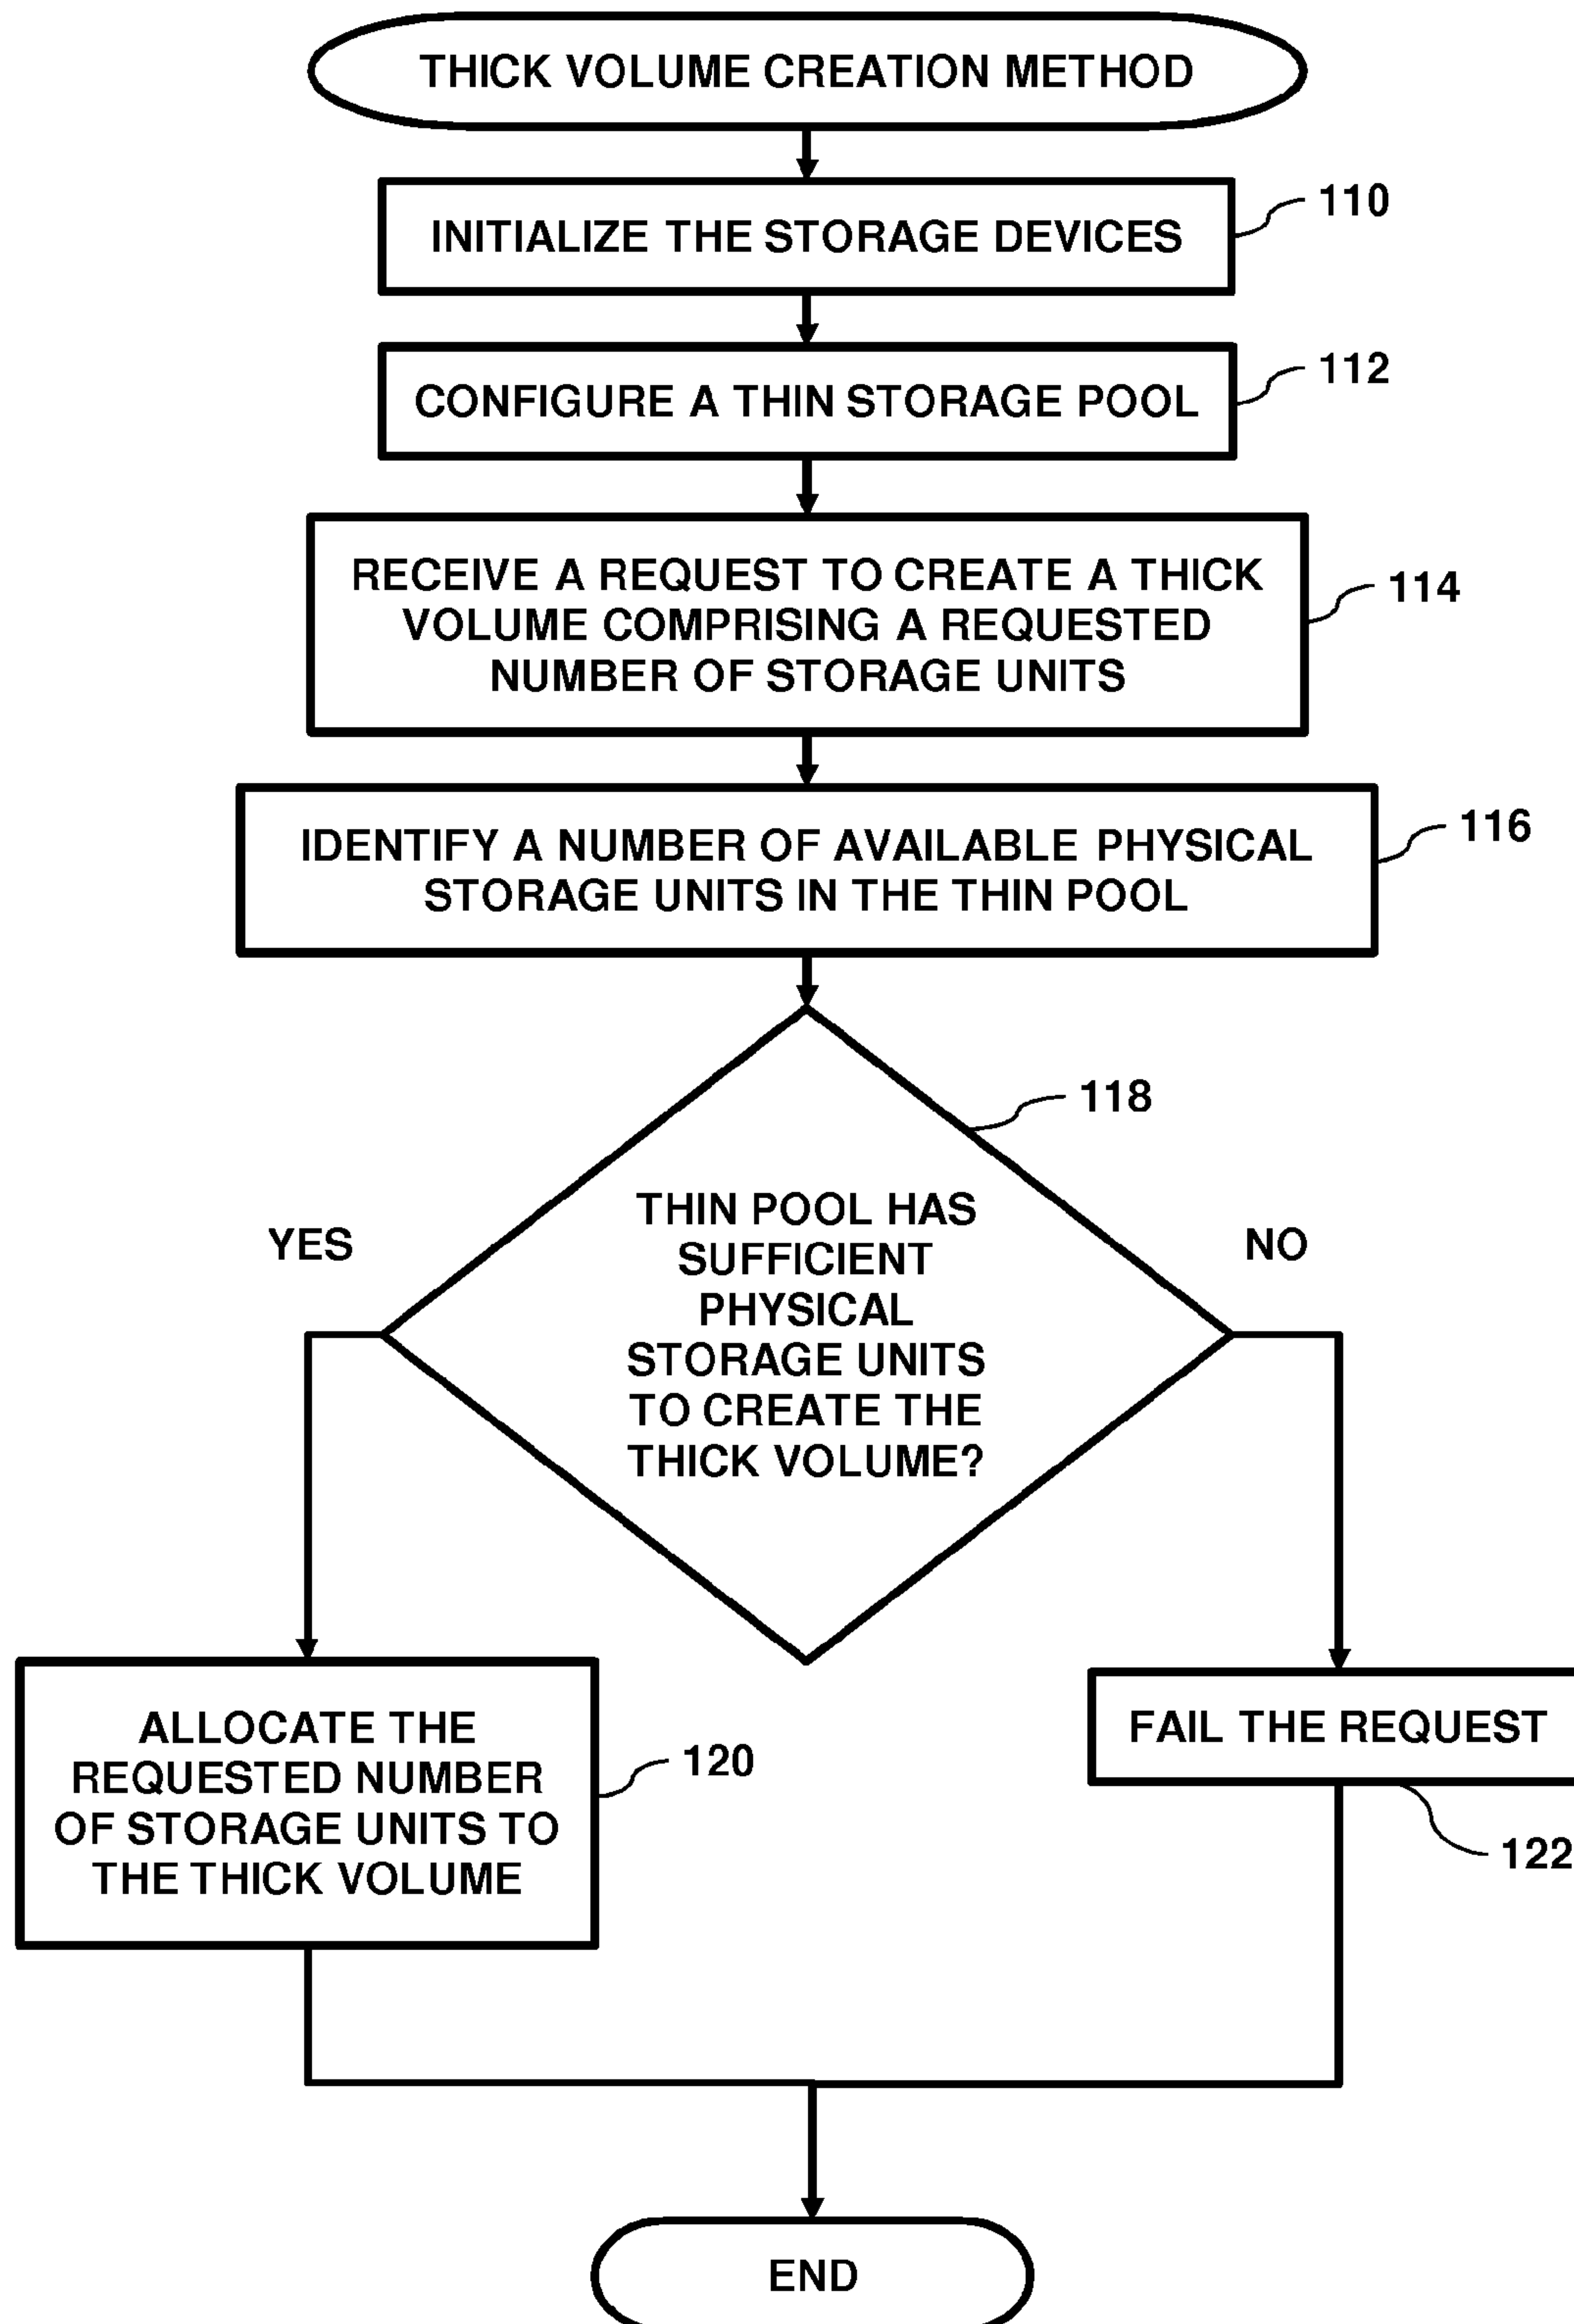 THICK VOLUME CREATION METHOD
INITIALIZE THE STORAGE DEVICES
110
CONFIGURE A THIN STORAGE POOL
112
RECEIVE A REQUEST TO CREATE A THICK
VOLUME COMPRISING A REQUESTED
NUMBER OF STORAGE UNITS
114
IDENTIFY A NUMBER OF AVAILABLE PHYSICAL
STORAGE UNITS IN THE THIN POOL
116
118
THIN POOL HAS
SUFFICIENT
PHYSICAL
STORAGE UNITS
TO CREATE THE
THICK VOLUME?
YES
NO
ALLOCATE THE
REQUESTED NUMBER
OF STORAGE UNITS TO
THE THICK VOLUME
120
FAIL THE REQUEST
122
END